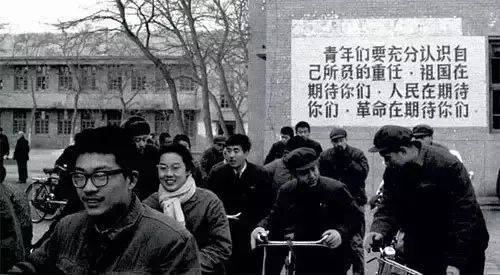 青年们要充分认识自
己所员的重任·祖国在
期待你们·人民在期待
你们·革命在期待你们·